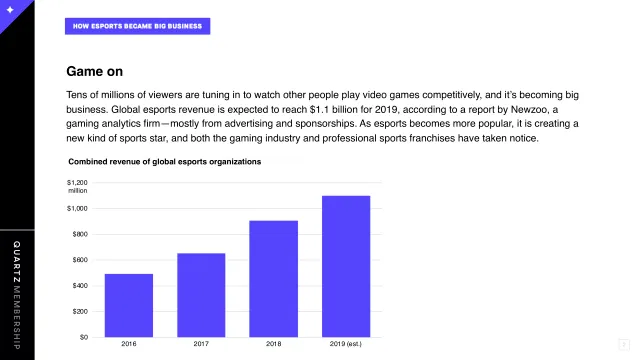 HOW ESPORTS BECAME BIG BUSINESS
Game on
Tens of millions of viewers are tuning in to watch other people play video games competitively, and it's becoming big
business. Global esports revenue is expected to reach $1.1 billion for 2019, according to a report by Newzoo, a
gaming analytics firm—mostly from advertising and sponsorships. As esports becomes more popular, it is creating a
new kind of sports star, and both the gaming industry and professional sports franchises have taken notice.
Combined revenue of global esports organizations
$1,200
million
$1,000
$800
$600
$400
$200
$0
2016 2017 2018 2019 (est.)
QUARTZ MEMBERSHIP